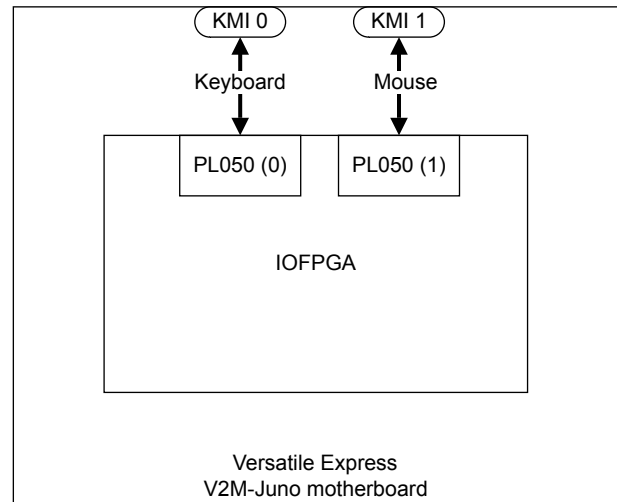 KMI 0
KMI 1
Keyboard
Mouse
PL050 (0)
PL050 (1)
IOFPGA
Versatile Express
V2M-Juno motherboard